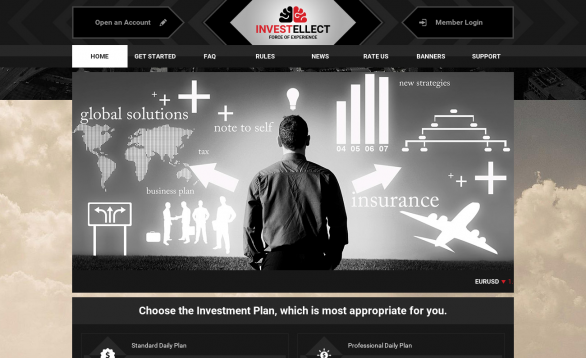 Open an Account
INVESTELLECT
FORCE OF EXPERIENCE
Member Login
HOME
GET STARTED
FAQ
RULES
NEWS
RATE US
BANNERS
SUPPORT
global solutions
note to self
tax
business plan
04 05 06 07
new strategies
insurance
EURUSD
Choose the Investment Plan, which is most appropriate for you.
Standard Daily Plan
Professional Daily Plan